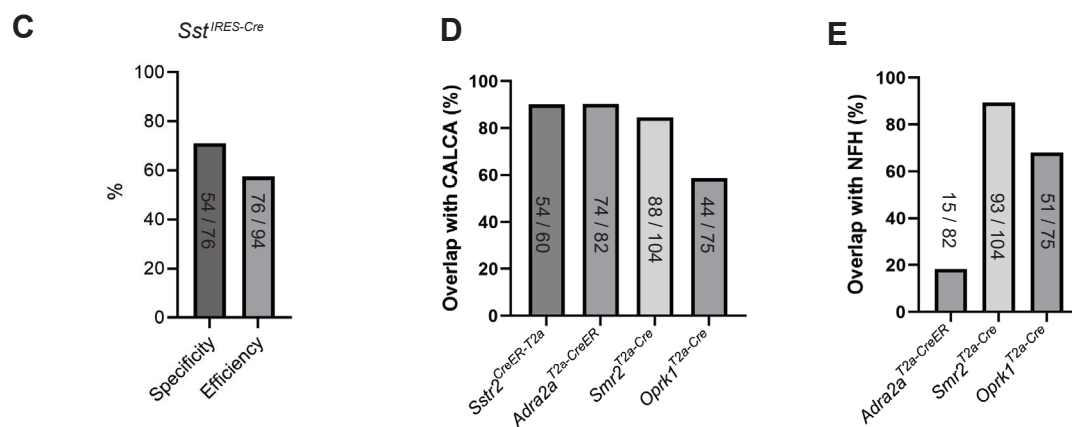 C
Sst IRES-Cre
%
100
80
60
40
20
0
54 / 76
76 / 94
Specificity
Efficiency
D
Overlap with CALCA (%)
100
80
60
40
20
0
54 / 60
74 / 82
88 / 104
44 / 75
Sstr2 CreER-T2a
Adra2a T2a-CreER
Smr2 T2a-Cre
Oprk1 T2a-Cre
E
Overlap with NFH (%)
100
80
60
40
20
0
15 / 82
93 / 104
51 / 75
Adra2a T2a-CreER
Smr2 T2a-Cre
Oprk1 T2a-Cre